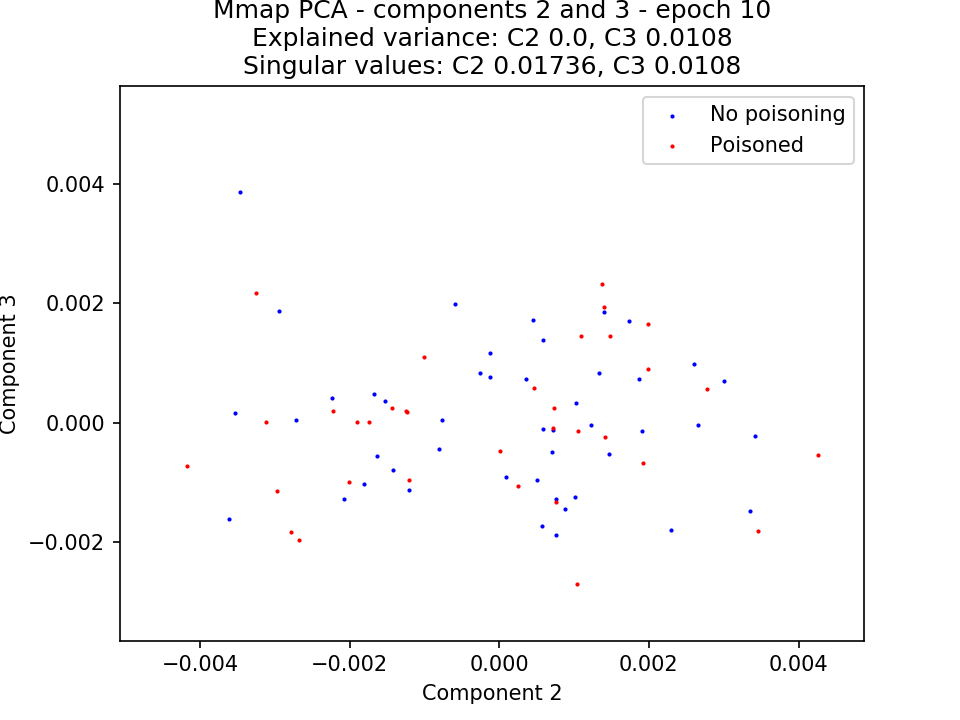 Mmap PCA - components 2 and 3 - epoch 10
Explained variance: C2 0.0, C3 0.0108
Singular values: C2 0.01736, C3 0.0108
No poisoning
Poisoned
0.004
0.002
0.000
−0.002
Component 3
−0.004
−0.002
0.000
0.002
0.004
Component 2